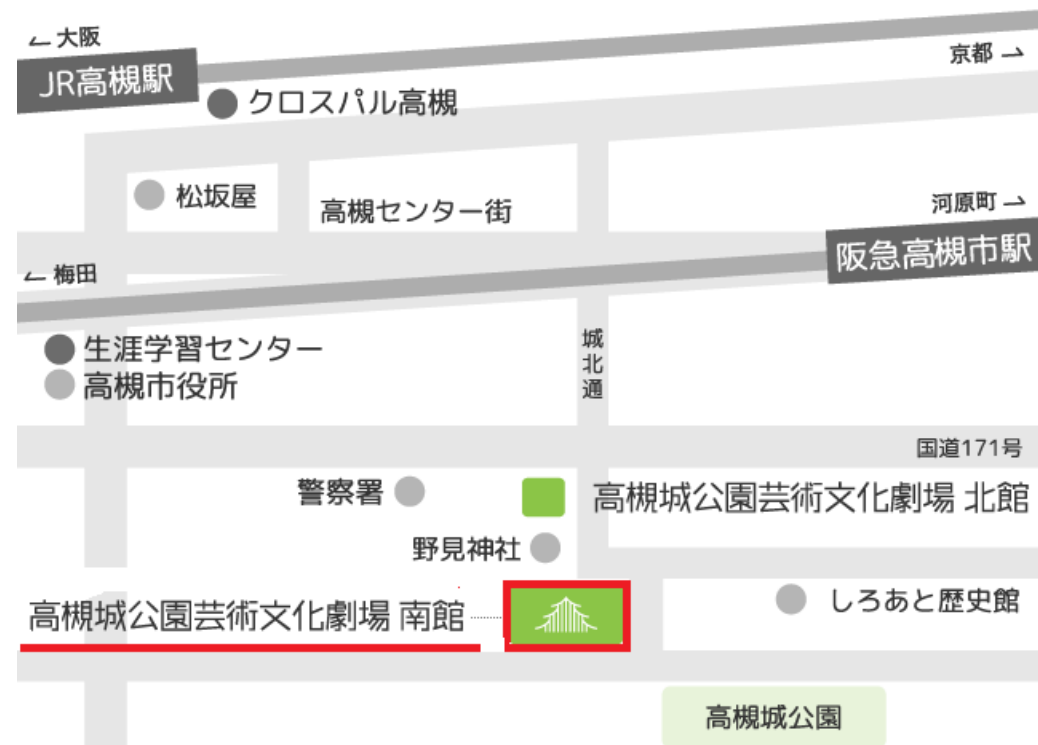 ← 大阪
JR高槻駅
京都 →
クロスパル高槻
松坂屋
高槻センター街
河原町 →
阪急高槻市駅
← 梅田
生涯学習センター
高槻市役所
城北通
国道171号
警察署
高槻城公園芸術文化劇場 北館
野見神社
高槻城公園芸術文化劇場 南館
しろあと歴史館
高槻城公園